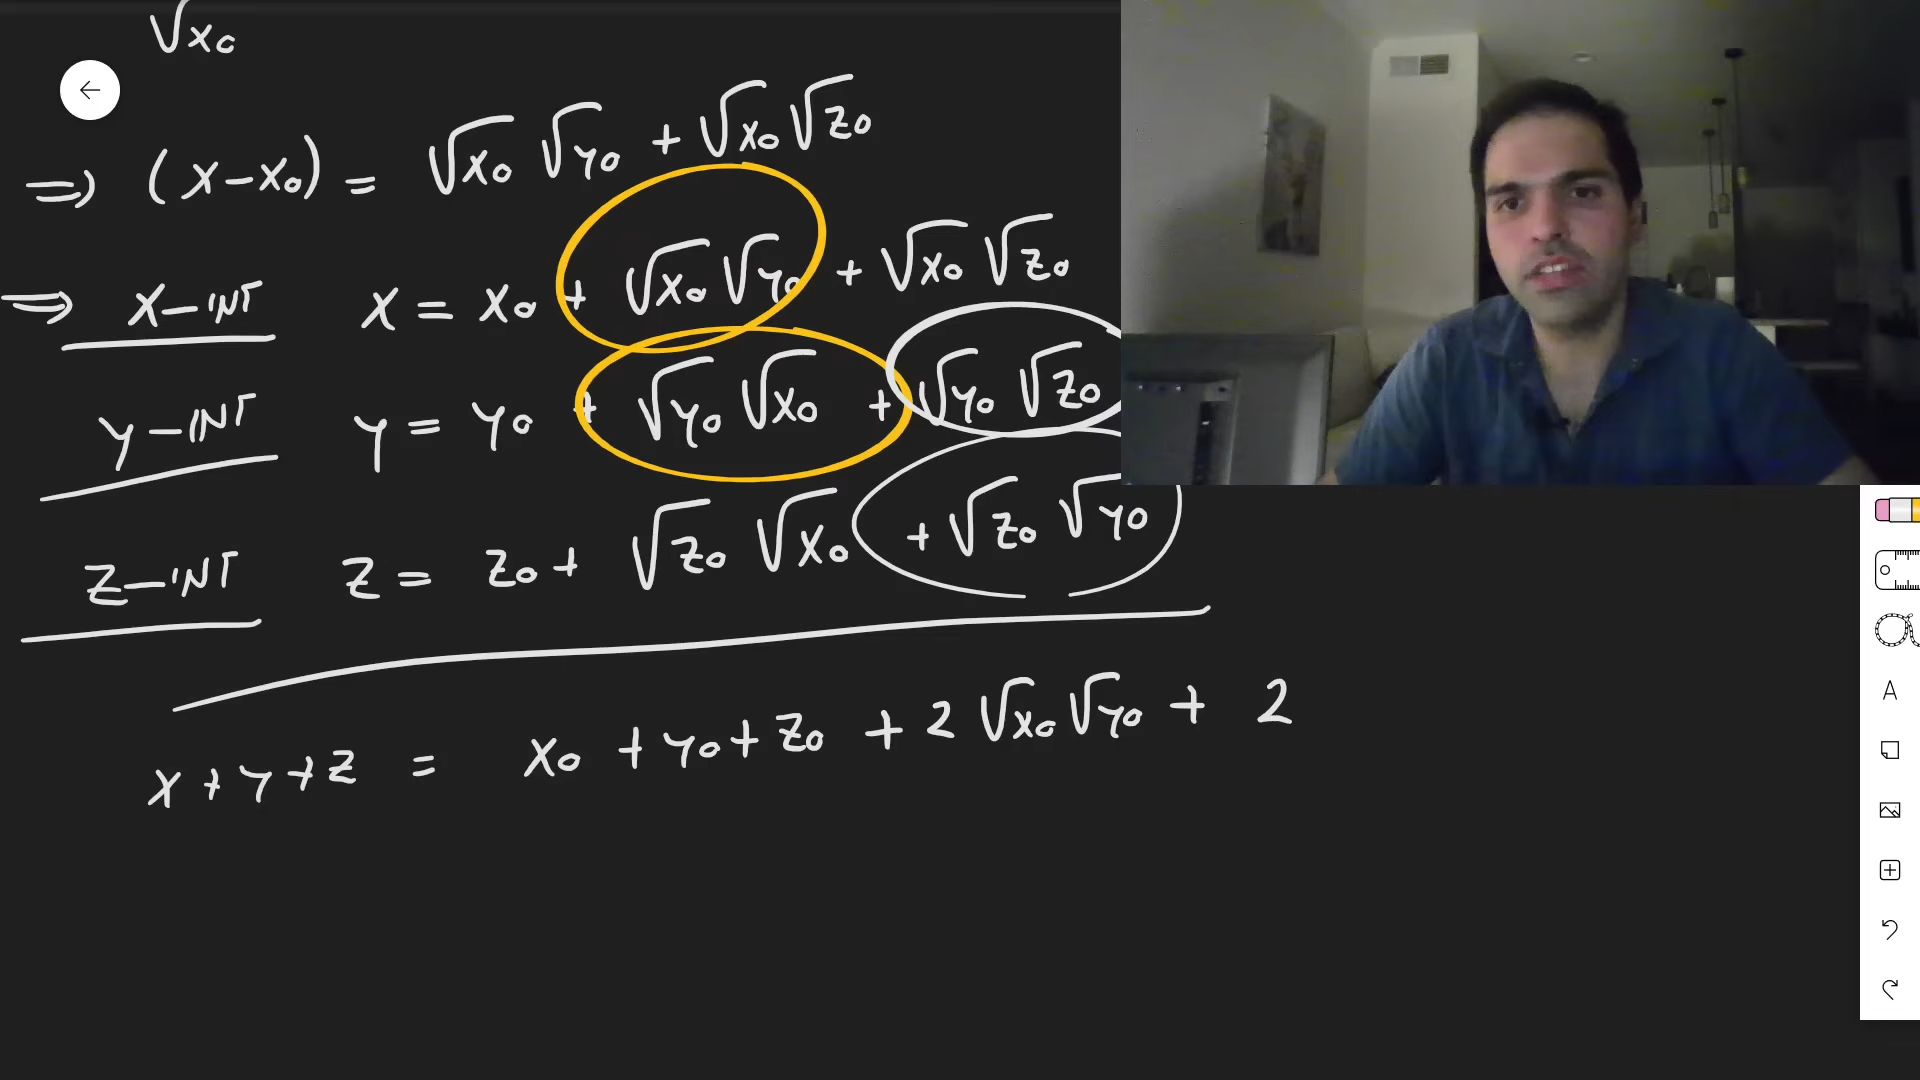 √x₀
⇒ (x-x₀) = √x₀ √y₀ + √x₀ √z₀
⇒ x-INT x = x₀ + √x₀ √y₀ + √x₀ √z₀
y-INT y = y₀ + √y₀ √x₀ + √y₀ √z₀
z-INT z = z₀ + √z₀ √x₀ + √z₀ √y₀
x+y+z = x₀ + y₀ + z₀ + 2 √x₀ √y₀ + 2
A